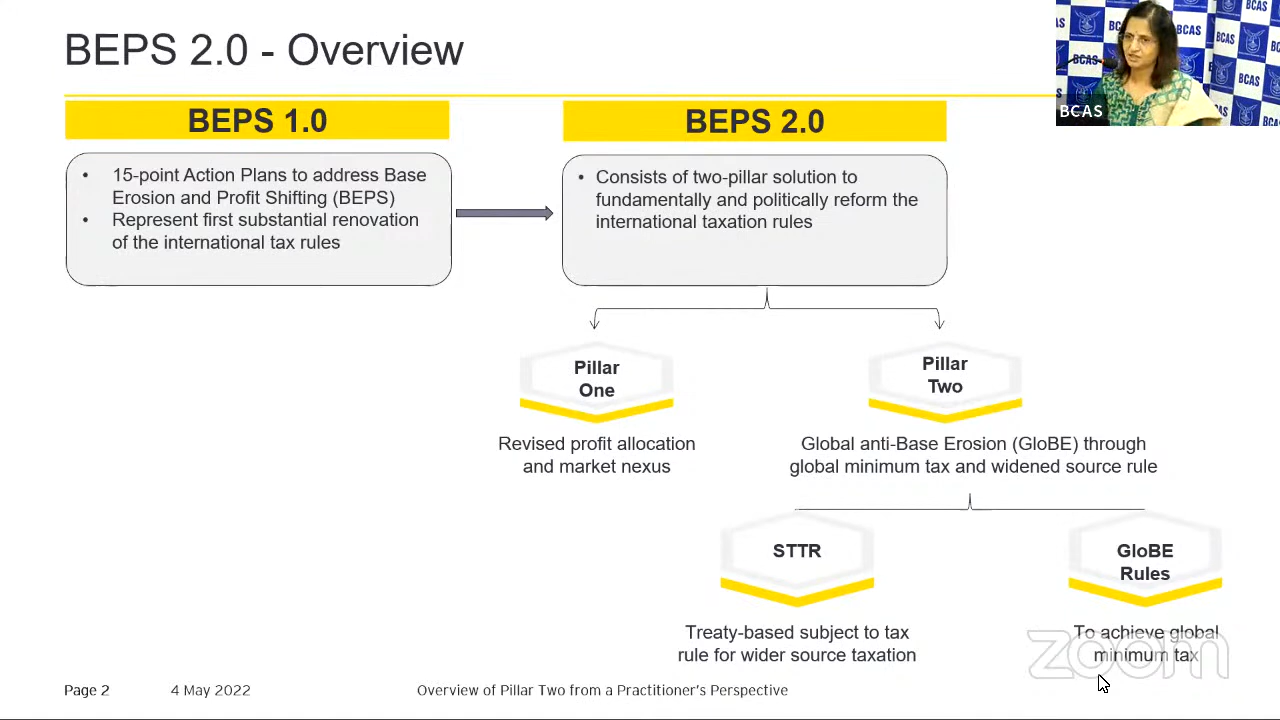 BEPS 2.0 - Overview
BCAS
BCAS
BCAS
BCAS
BCAS
BCAS
BEPS 1.0
• 15-point Action Plans to address Base
Erosion and Profit Shifting (BEPS)
• Represent first substantial renovation
of the international tax rules
BEPS 2.0
• Consists of two-pillar solution to
fundamentally and politically reform the
international taxation rules
Pillar
One
Revised profit allocation
and market nexus
Pillar
Two
Global anti-Base Erosion (GloBE) through
global minimum tax and widened source rule
STTR
Treaty-based subject to tax
rule for wider source taxation
GloBE
Rules
To achieve global
minimum tax
zoom
Page 2
4 May 2022
Overview of Pillar Two from a Practitioner's Perspective